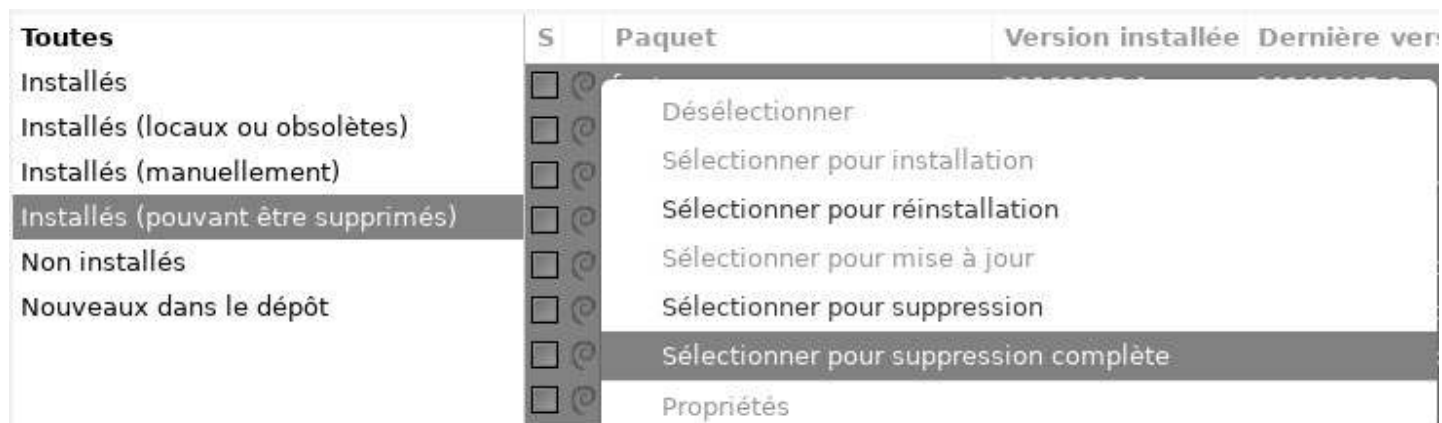 Toutes
Installés
Installés (locaux ou obsolètes)
Installés (manuellement)
Installés (pouvant être supprimés)
Non installés
Nouveaux dans le dépôt
S Paquet Version installée Dernière
Désélectionner
Sélectionner pour installation
Sélectionner pour réinstallation
Sélectionner pour mise à jour
Sélectionner pour suppression
Sélectionner pour suppression complète
Propriétés